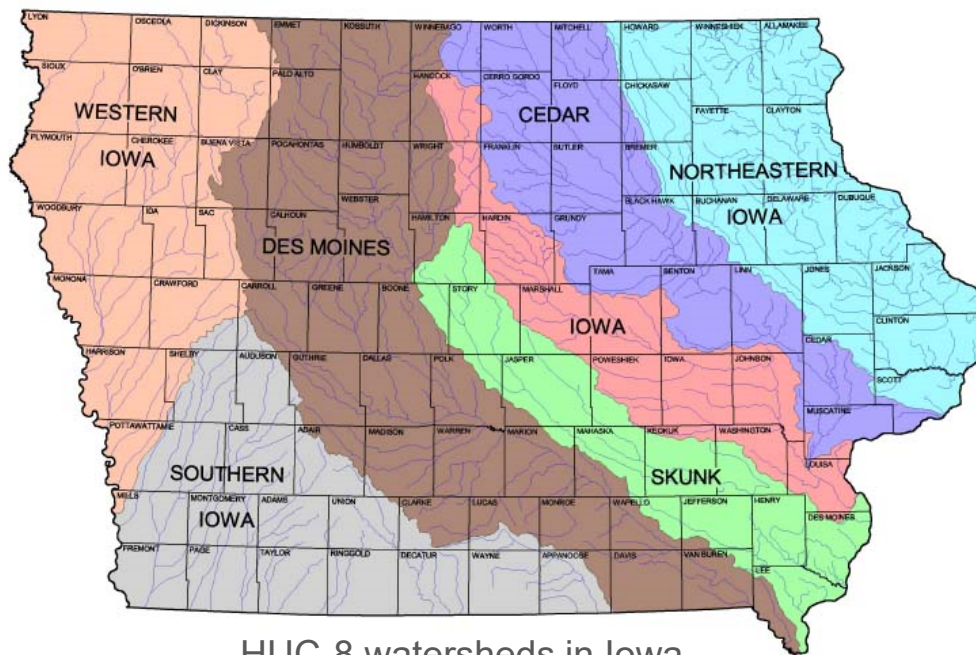 LYON OSCEOLA DICKINSON EMMET KOSSUTH WINNEBAGO WORTH MITCHELL HOWARD WINNESHIEK ALLAMAKEE
SIOUX O'BRIEN CLAY PALO ALTO HANCOCK CERRO GORDO FLOYD CHICKASAW
FAYETTE CLAYTON
WESTERN
IOWA
CEDAR
PLYMOUTH CHEROKEE BUENA VISTA POCAHONTAS HUMBOLDT WRIGHT FRANKLIN BUTLER BREMER
NORTHEASTERN
IOWA
WOODBURY IDA SAC CALHOUN WEBSTER HAMILTON HARDIN GRUNDY BLACK HAWK BUCHANAN DELAWARE DUBUQUE
DES MOINES
MONONA CRAWFORD CARROLL GREENE BOONE STORY MARSHALL TAMA BENTON LINN JONES JACKSON
IOWA
CLINTON
HARRISON SHELBY AUDUBON GUTHRIE DALLAS POLK JASPER POWESHIEK IOWA JOHNSON CEDAR
SCOTT
MUSCATINE
POTTAWATTAMIE CASS ADAIR MADISON WARREN MARION MAHASKA KEOKUK WASHINGTON
LOUISA
SOUTHERN
IOWA
SKUNK
MILLS MONTGOMERY ADAMS UNION CLARKE LUCAS MONROE WAPELLO JEFFERSON HENRY
DES MOINES
FREMONT PAGE TAYLOR RINGGOLD DECATUR WAYNE APPANOOSE DAVIS VAN BUREN
LEE
HUC-8 watersheds in Iowa